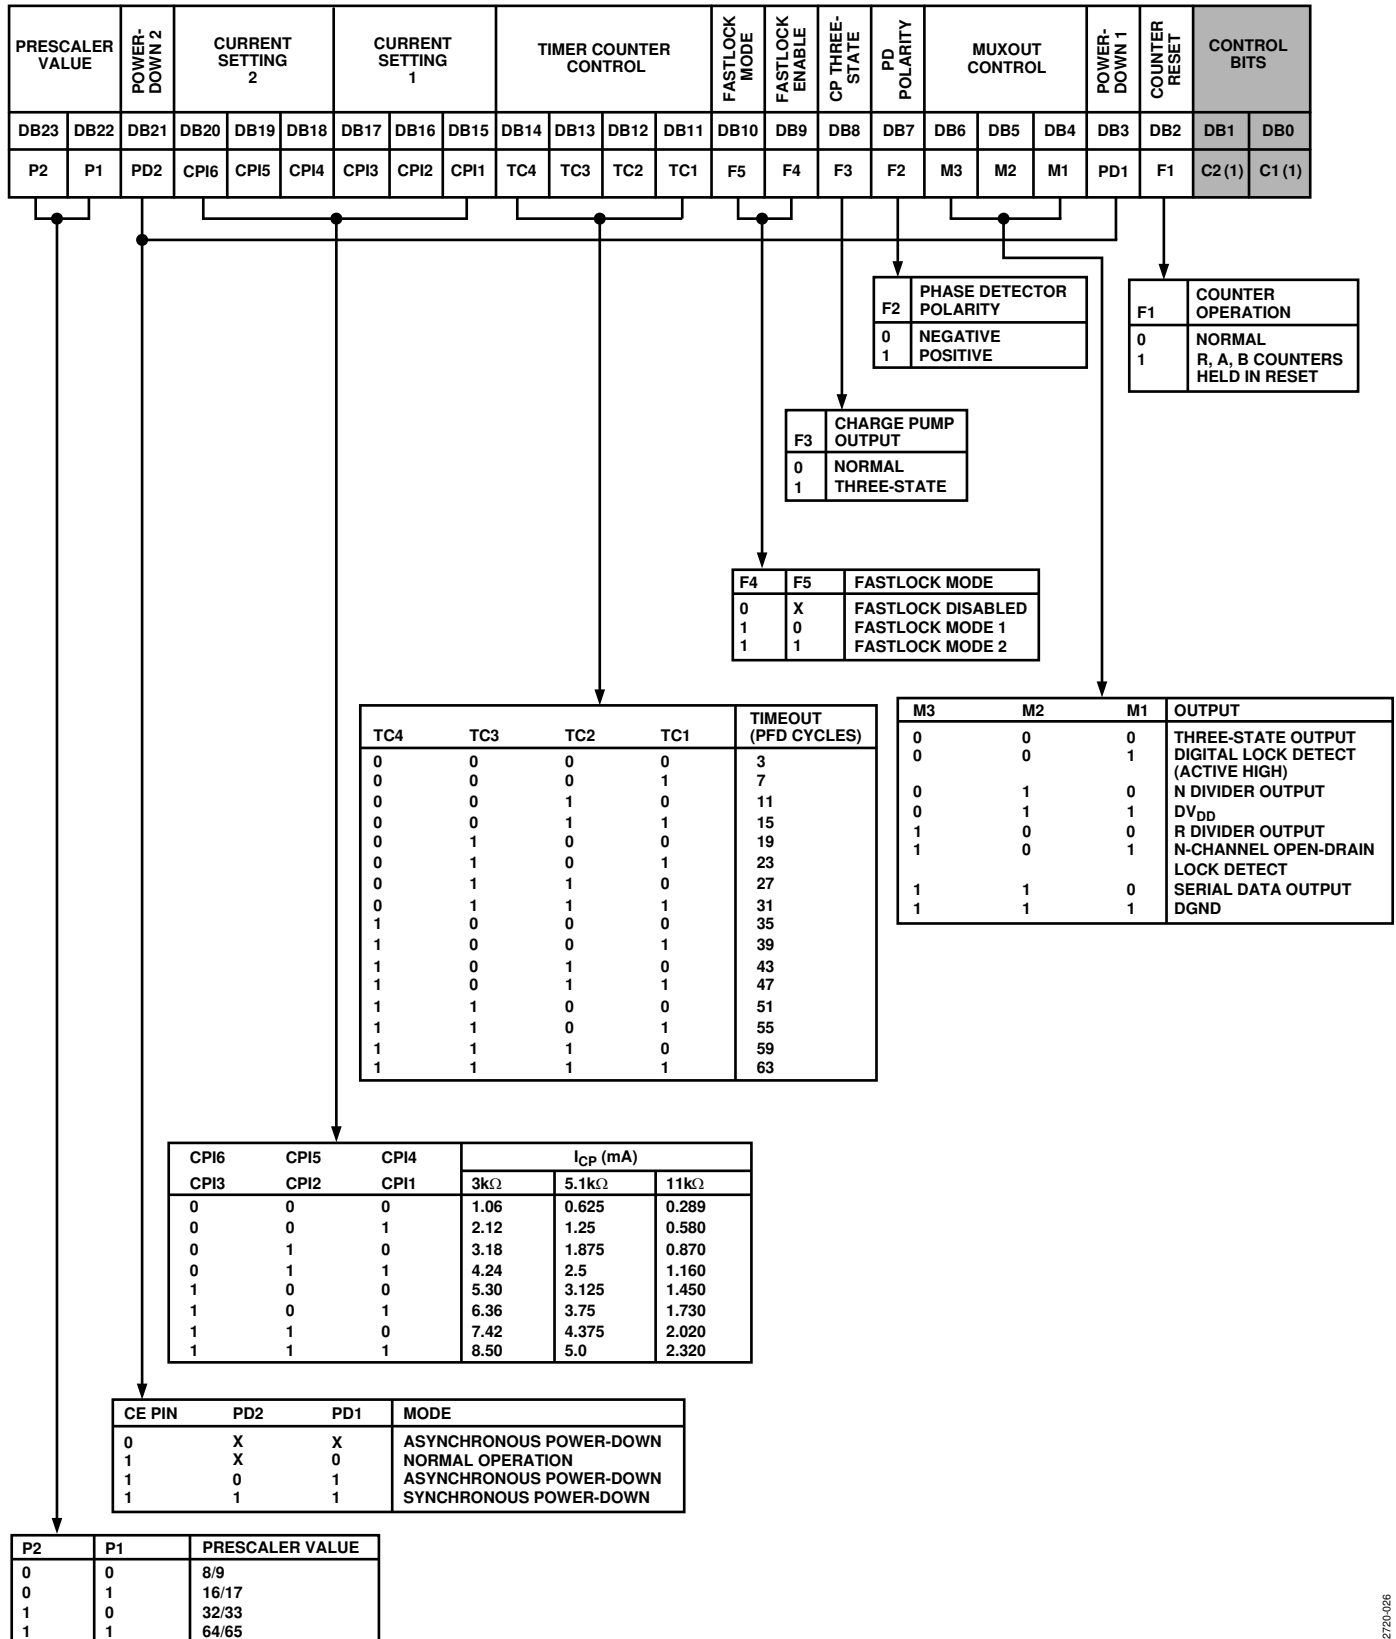 PRESCALER
VALUE
POWER-
DOWN 2
CURRENT
SETTING
2
CURRENT
SETTING
1
TIMER COUNTER
CONTROL
FASTLOCK
MODE
FASTLOCK
ENABLE
CP THREE-
STATE
PD
POLARITY
MUXOUT
CONTROL
POWER-
DOWN 1
COUNTER
RESET
CONTROL
BITS
DB23 DB22 DB21 DB20 DB19 DB18 DB17 DB16 DB15 DB14 DB13 DB12 DB11 DB10 DB9 DB8 DB7 DB6 DB5 DB4 DB3 DB2 DB1 DB0
P2 P1 PD2 CPI6 CPI5 CPI4 CPI3 CPI2 CPI1 TC4 TC3 TC2 TC1 F5 F4 F3 F2 M3 M2 M1 PD1 F1 C2 (1) C1 (1)
F2 PHASE DETECTOR
POLARITY
0 NEGATIVE
1 POSITIVE
F1 COUNTER
OPERATION
0 NORMAL
1 R, A, B COUNTERS
HELD IN RESET
F3 CHARGE PUMP
OUTPUT
0 NORMAL
1 THREE-STATE
F4 F5 FASTLOCK MODE
0 X FASTLOCK DISABLED
1 0 FASTLOCK MODE 1
1 1 FASTLOCK MODE 2
TC4 TC3 TC2 TC1 TIMEOUT
(PFD CYCLES)
0 0 0 0 3
0 0 0 1 7
0 0 1 0 11
0 0 1 1 15
0 1 0 0 19
0 1 0 1 23
0 1 1 0 27
0 1 1 1 31
1 0 0 0 35
1 0 0 1 39
1 0 1 0 43
1 0 1 1 47
1 1 0 0 51
1 1 0 1 55
1 1 1 0 59
1 1 1 1 63
M3 M2 M1 OUTPUT
0 0 0 THREE-STATE OUTPUT
0 0 1 DIGITAL LOCK DETECT
(ACTIVE HIGH)
0 1 0 N DIVIDER OUTPUT
0 1 1 DVDD
1 0 0 R DIVIDER OUTPUT
1 0 1 N-CHANNEL OPEN-DRAIN
LOCK DETECT
1 1 0 SERIAL DATA OUTPUT
1 1 1 DGND
CPI6 CPI5 CPI4 ICP (mA)
CPI3 CPI2 CPI1 3kΩ 5.1kΩ 11kΩ
0 0 0 1.06 0.625 0.289
0 0 1 2.12 1.25 0.580
0 1 0 3.18 1.875 0.870
0 1 1 4.24 2.5 1.160
1 0 0 5.30 3.125 1.450
1 0 1 6.36 3.75 1.730
1 1 0 7.42 4.375 2.020
1 1 1 8.50 5.0 2.320
CE PIN PD2 PD1 MODE
0 X X ASYNCHRONOUS POWER-DOWN
1 X 0 NORMAL OPERATION
1 0 1 ASYNCHRONOUS POWER-DOWN
1 1 1 SYNCHRONOUS POWER-DOWN
P2 P1 PRESCALER VALUE
0 0 8/9
0 1 16/17
1 0 32/33
1 1 64/65
2720-026